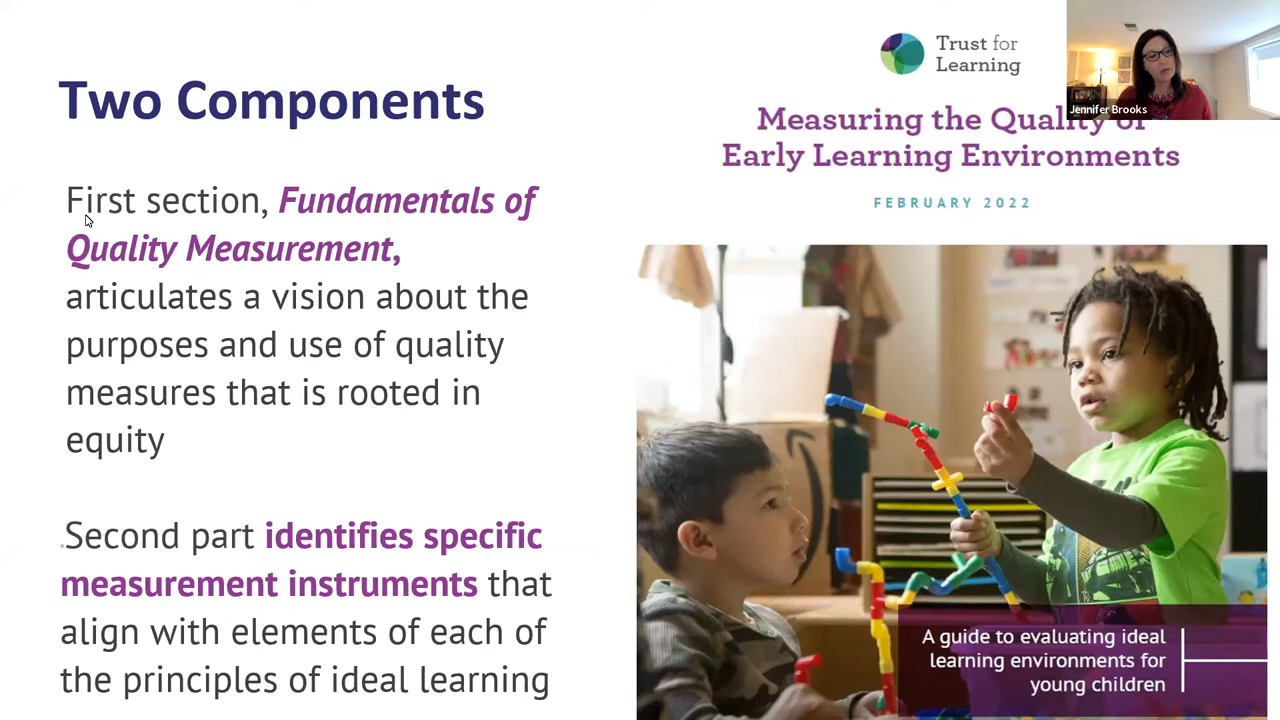 Two Components
First section, Fundamentals of
Quality Measurement,
articulates a vision about the
purposes and use of quality
measures that is rooted in
equity
.Second part identifies specific
measurement instruments that
align with elements of each of
the principles of ideal learning
Trust for
Learning
Jennifer Brooks
Measuring the Quality of
Early Learning Environments
FEBRUARY 2022
A guide to evaluating ideal
learning environments for
young children